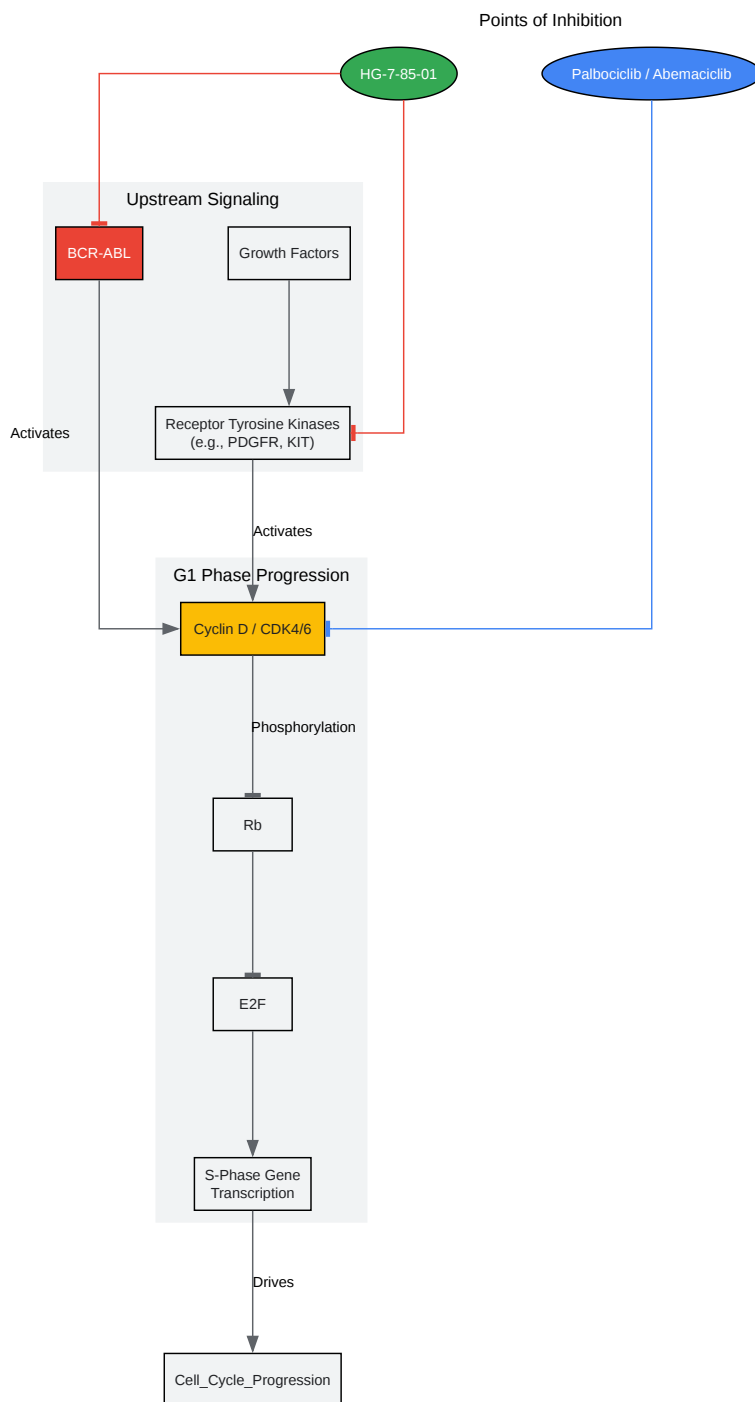 Points of Inhibition
HG-7-85-01
Palbociclib / Abemaciclib
Upstream Signaling
BCR-ABL
Growth Factors
Receptor Tyrosine Kinases
(e.g., PDGFR, KIT)
Activates
Activates
G1 Phase Progression
Cyclin D / CDK4/6
Phosphorylation
Rb
E2F
S-Phase Gene
Transcription
Drives
Cell_Cycle_Progression